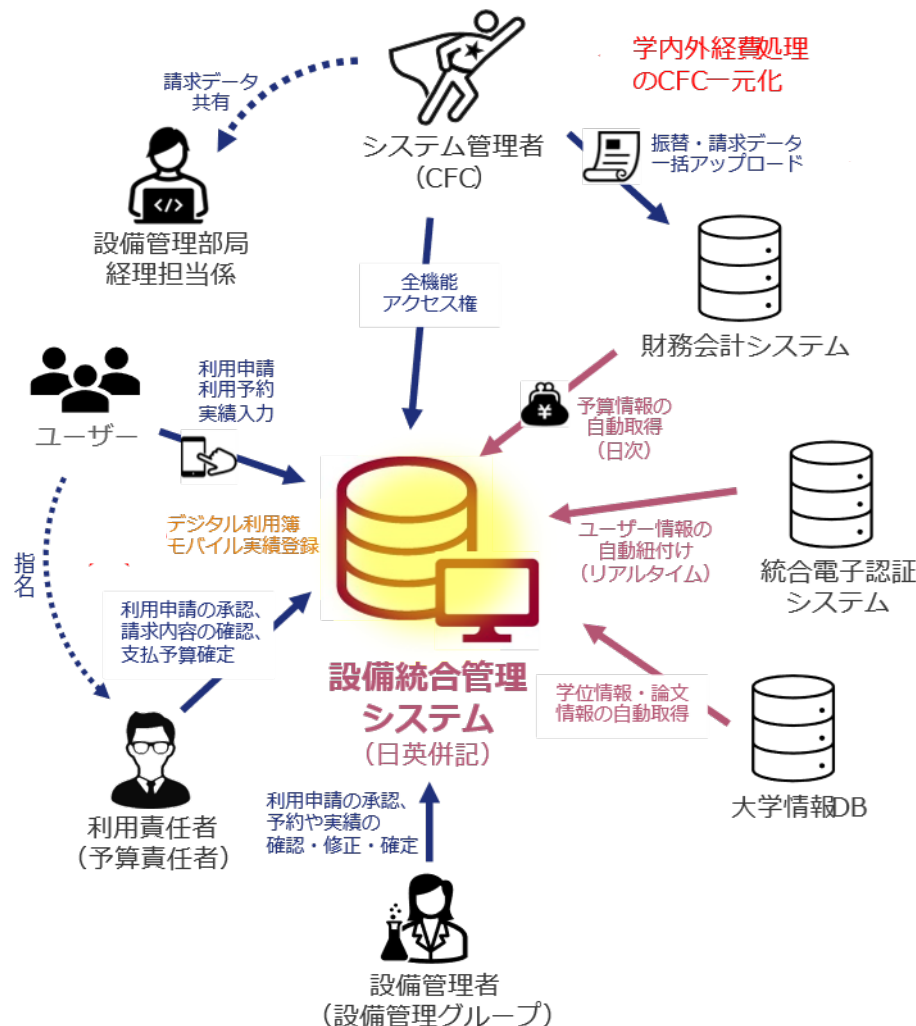 学内外経費処理
のCFC一元化
請求データ
共有
システム管理者
（CFC）
振替・請求データ
一括アップロード
</>
設備管理部局
経理担当係
全機能
アクセス権
財務会計システム
ユーザー
利用申請
利用予約
実績入力
¥
予算情報の
自動取得
（日次）
デジタル利用簿
モバイル実績登録
ユーザー情報の
自動紐付け
（リアルタイム）
統合電子認証
システム
指名
利用申請の承認、
請求内容の確認、
支払予算確定
設備統合管理
システム
（日英併記）
学位情報・論文
情報の自動取得
大学情報DB
利用責任者
（予算責任者）
利用申請の承認、
予約や実績の
確認・修正・確定
設備管理者
（設備管理グループ）